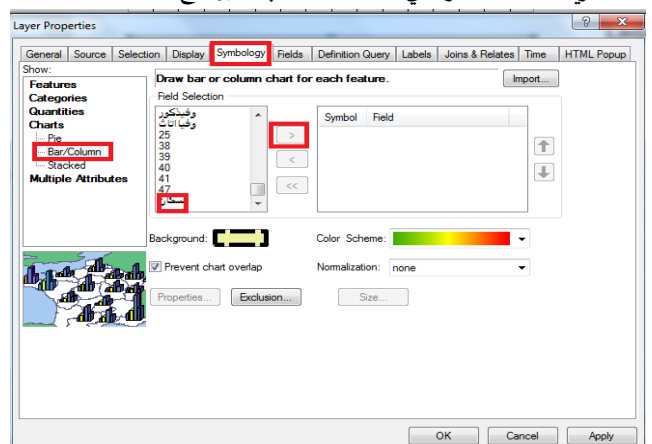 Layer Properties
General Source Selection Display Symbology Fields Definition Query Labels Joins & Relates Time HTML Popup
Show:
Features
Categories
Quantities
Charts
Pie
Bar/Column
Stacked
Multiple Attributes
Draw bar or column chart for each feature.
Import...
Field Selection
وفيذكور
وفيااناث
25
38
39
40
41
47
سكان
>
<
<<
Symbol Field
Background:
Color Scheme:
Prevent chart overlap
Normalization: none
Properties... Exclusion... Size...
OK Cancel Apply